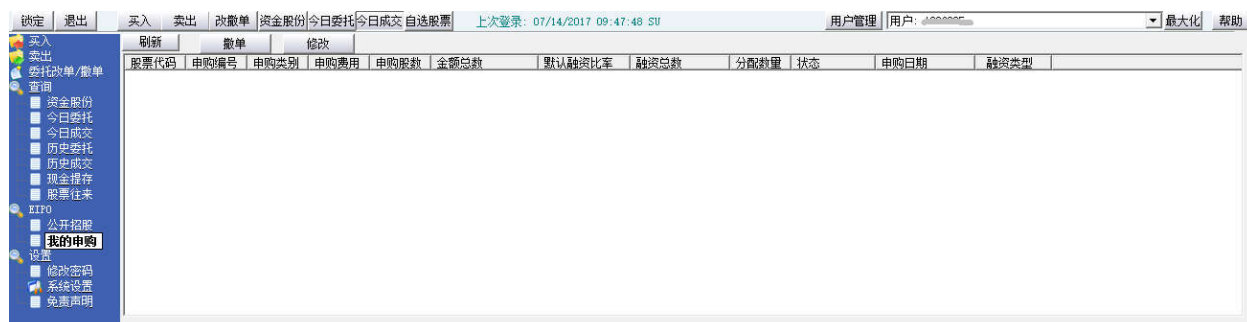 锁定 退出 买入 卖出 改撤单 资金股份 今日委托 今日成交 自选股票 上次登录: 07/14/2017 09:47:48 SU 用户管理 用户: 最大化 帮助
买入 刷新 撤单 修改
卖出
委托改单/撤单
股票代码 申购编号 申购类别 申购费用 申购股数 金额总数 默认融资比率 融资总数 分配数量 状态 申购日期 融资类型
查询
资金股份
今日委托
今日成交
历史委托
历史成交
现金提存
股票往来
EIPO
公开招股
我的申购
设置
修改密码
系统设置
免责声明